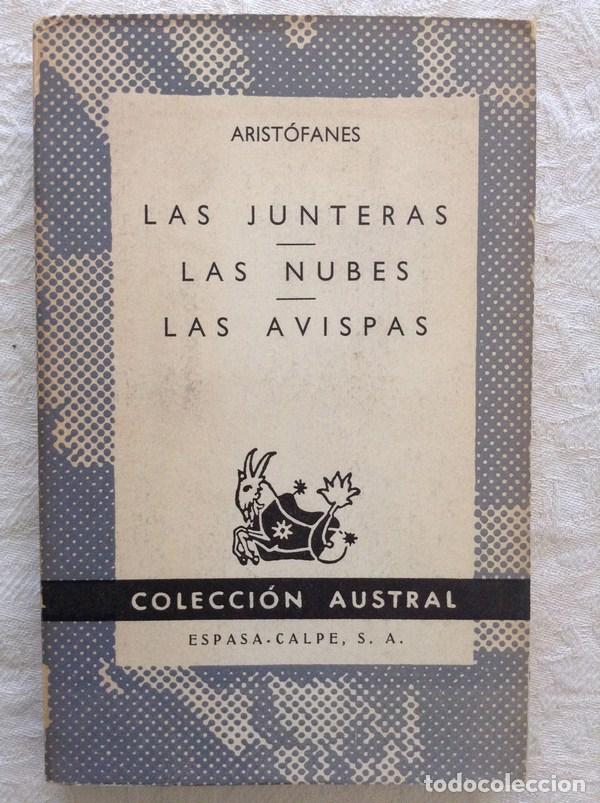 ARISTÓFANES
LAS JUNTERAS
LAS NUBES
LAS AVISPAS
COLECCIÓN AUSTRAL
ESPASA-CALPE, S. A.
todocoleccion